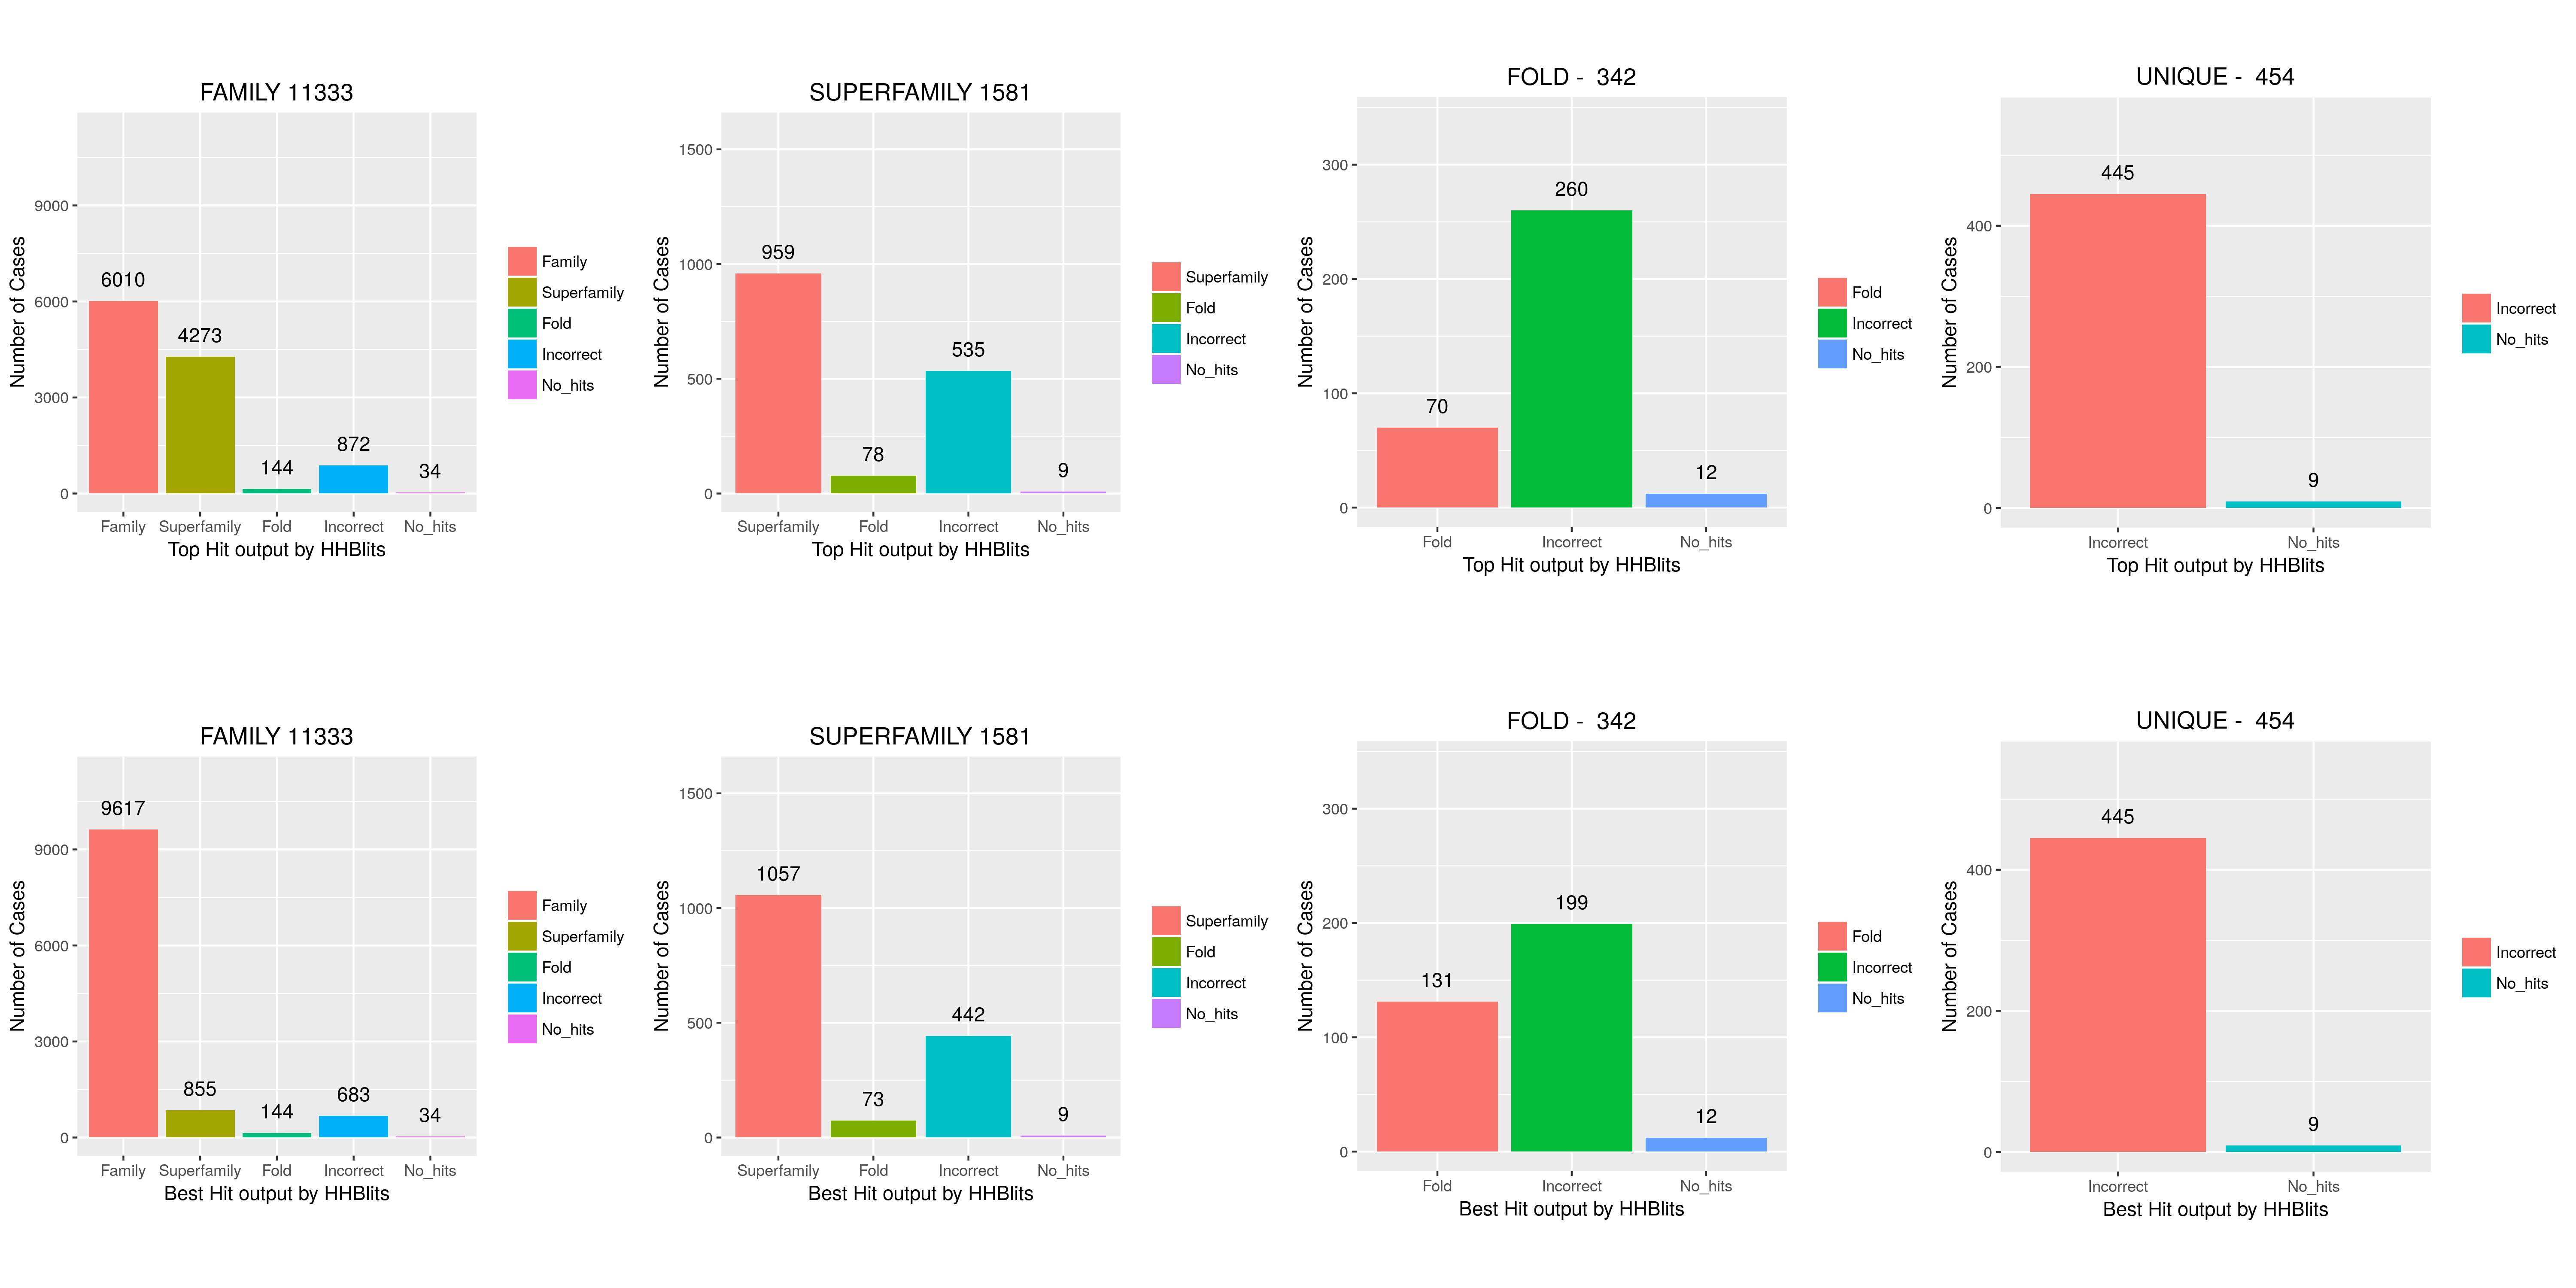 FAMILY 11333
Number of Cases
9000
6000
3000
0
6010
4273
144
872
34
Family
Superfamily
Fold
Incorrect
No_hits
Top Hit output by HHBlits
Family
Superfamily
Fold
Incorrect
No_hits
SUPERFAMILY 1581
Number of Cases
1500
1000
500
0
959
78
535
9
Superfamily
Fold
Incorrect
No_hits
Top Hit output by HHBlits
Superfamily
Fold
Incorrect
No_hits
FOLD - 342
Number of Cases
300
200
100
0
70
260
12
Fold
Incorrect
No_hits
Top Hit output by HHBlits
Fold
Incorrect
No_hits
UNIQUE - 454
Number of Cases
400
200
0
445
9
Incorrect
No_hits
Top Hit output by HHBlits
Incorrect
No_hits
FAMILY 11333
Number of Cases
9000
6000
3000
0
9617
855
144
683
34
Family
Superfamily
Fold
Incorrect
No_hits
Best Hit output by HHBlits
Family
Superfamily
Fold
Incorrect
No_hits
SUPERFAMILY 1581
Number of Cases
1500
1000
500
0
1057
73
442
9
Superfamily
Fold
Incorrect
No_hits
Best Hit output by HHBlits
Superfamily
Fold
Incorrect
No_hits
FOLD - 342
Number of Cases
300
200
100
0
131
199
12
Fold
Incorrect
No_hits
Best Hit output by HHBlits
Fold
Incorrect
No_hits
UNIQUE - 454
Number of Cases
400
200
0
445
9
Incorrect
No_hits
Best Hit output by HHBlits
Incorrect
No_hits